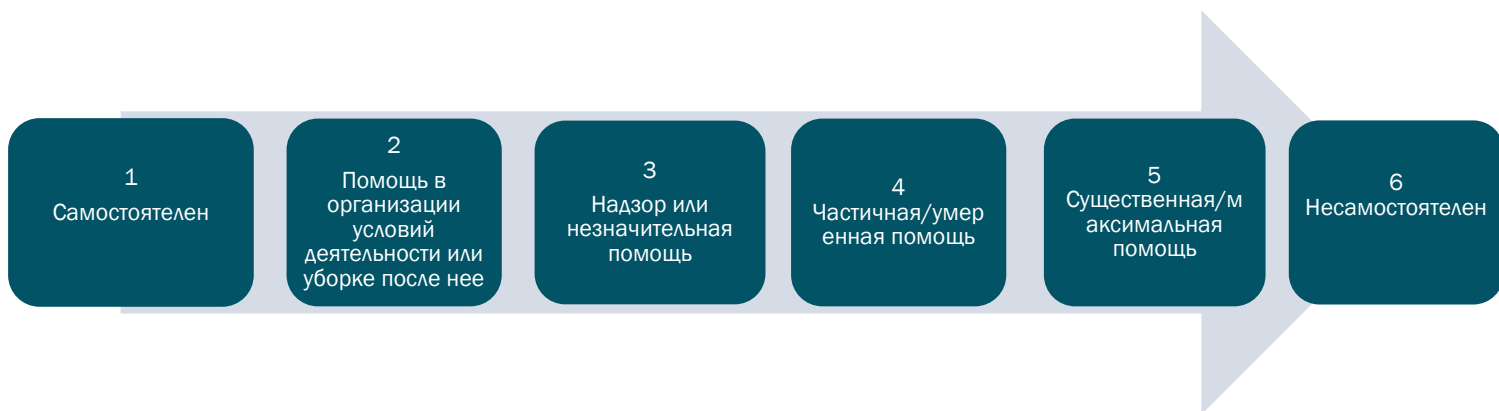 1
Самостоятелен
2
Помощь в
организации
условий
деятельности или
уборке после нее
3
Надзор или
незначительная
помощь
4
Частичная/умер
енная помощь
5
Существенная/м
аксимальная
помощь
6
Несамостоятелен